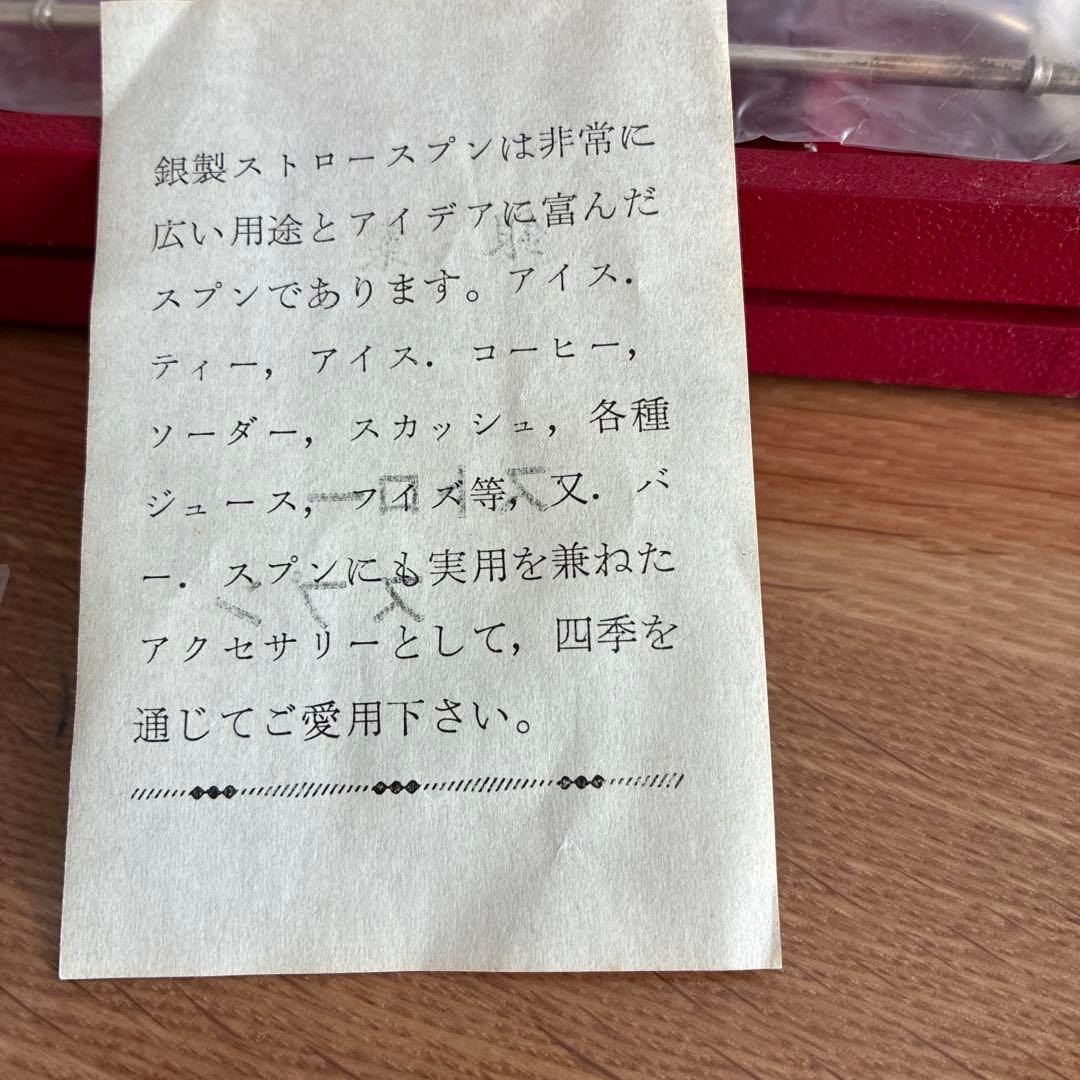 銀製ストロースプンは非常に
広い用途とアイデアに富んだ
スプンであります。アイス.
ティー, アイス. コーヒー,
ソーダー, スカッシュ, 各種
ジュース, フイズ等, 又. バ
ー. スプンにも実用を兼ねた
アクセサリーとして, 四季を
通じてご愛用下さい。